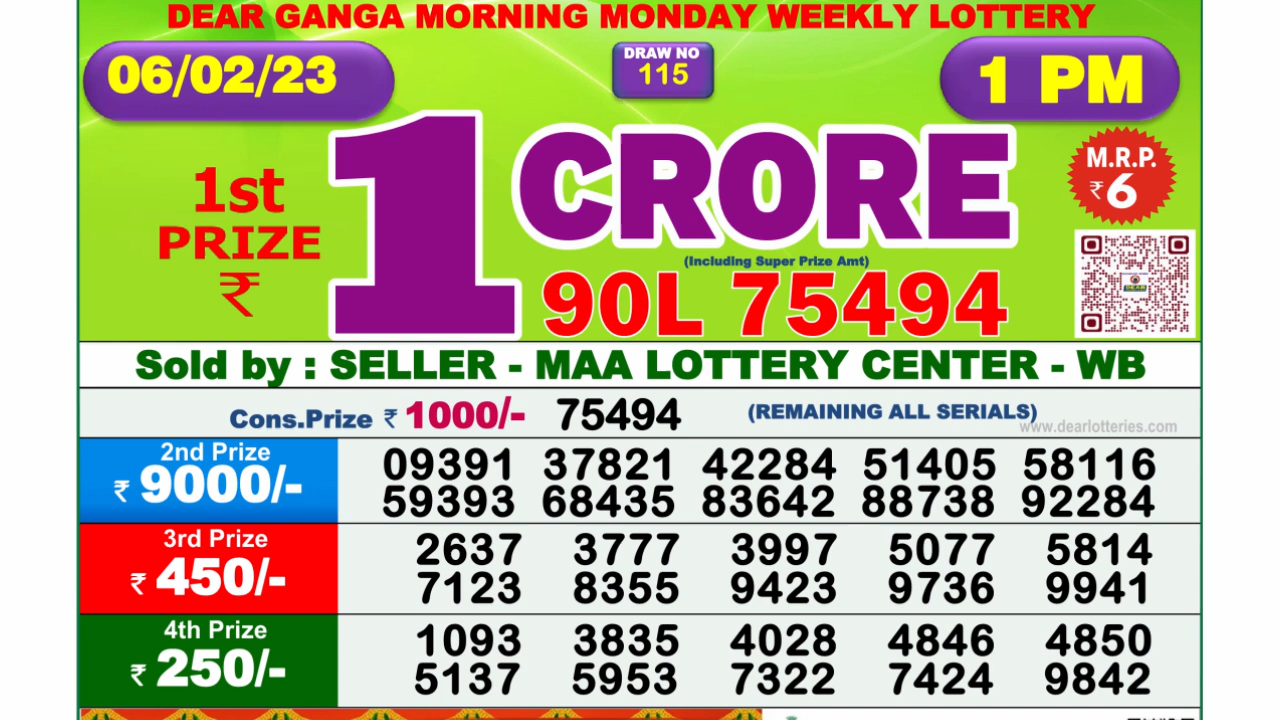 DEAR GANGA MORNING MONDAY WEEKLY LOTTERY
06/02/23
DRAW NO
115
1 PM
1st
PRIZE
₹
1 CRORE
(Including Super Prize Amt)
90L 75494
M.R.P.
₹6
Sold by : SELLER - MAA LOTTERY CENTER - WB
Cons.Prize ₹ 1000/- 75494 (REMAINING ALL SERIALS)
www.dearlotteries.com
2nd Prize
₹ 9000/-
09391 37821 42284 51405 58116
59393 68435 83642 88738 92284
3rd Prize
₹ 450/-
2637 3777 3997 5077 5814
7123 8355 9423 9736 9941
4th Prize
₹ 250/-
1093 3835 4028 4846 4850
5137 5953 7322 7424 9842